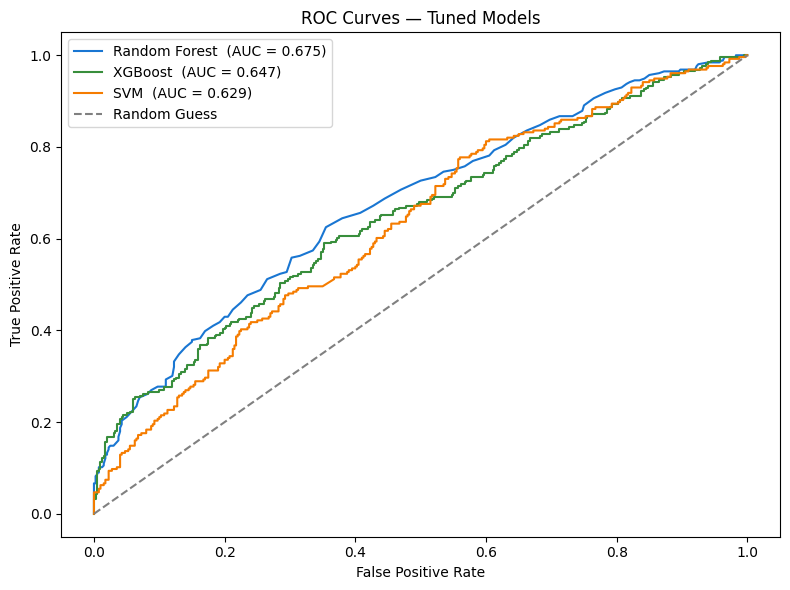 ROC Curves — Tuned Models
Random Forest  (AUC = 0.675)
XGBoost  (AUC = 0.647)
SVM  (AUC = 0.629)
Random Guess
True Positive Rate
1.0
0.8
0.6
0.4
0.2
0.0
0.0 0.2 0.4 0.6 0.8 1.0
False Positive Rate